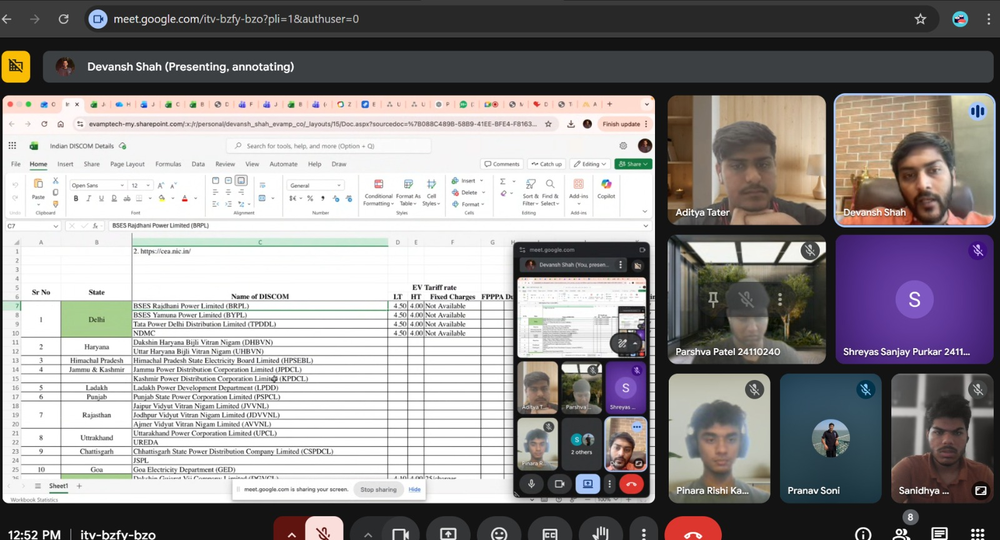 meet.google.com/itv-bzfy-bzo?pli=1&authuser=0
Devansh Shah (Presenting, annotating)
evamptech-my.sharepoint.com/:x:/r/personal/devansh_shah_evamp_co/_layouts/15/Doc.aspx?sourcedoc=%7B088C489B-58B9-41EE-BFE4-F8163...
Finish update
Indian DISCOM Details
Search for tools, help, and more (Option + Q)
File Home Insert Share Page Layout Formulas Data Review View Automate Help Draw
Comments Catch up Editing Share
Open Sans 12
General
Insert
Delete
Format
Paste
Conditional Formatting
Format As Table
Cell Styles
Sort & Filter
Find & Select
Add-ins
Copilot
Undo Clipboard Font Alignment Number Styles Cells Editing Add-ins
C7 fx BSES Rajdhani Power Limited (BRPL)
A B C D E F G H
1 2. https://cea.nic.in/
2
3
4
5 EV Tariff rate
6 Sr No State Name of DISCOM LT HT Fixed Charges FPPPA Du
7 BSES Rajdhani Power Limited (BRPL) 4.50 4.00 Not Available
8 1 Delhi BSES Yamuna Power Limited (BYPL) 4.50 4.00 Not Available
9 Tata Power Delhi Distribution Limited (TPDDL) 4.50 4.00 Not Available
10 NDMC 4.50 4.00 Not Available
11 2 Haryana Dakshin Haryana Bijli Vitran Nigam (DHBVN)
12 Uttar Haryana Bijli Vitran Nigam (UHBVN)
13 3 Himachal Pradesh Himachal Pradesh State Electricity Board Limited (HPSEBL)
14 4 Jammu & Kashmir Jammu Power Distribution Corporation Limited (JPDCL)
15 Kashmir Power Distribution Corporation Limited (KPDCL)
16 5 Ladakh Ladakh Power Development Department (LPDD)
17 6 Punjab Punjab State Power Corporation Limited (PSPCL)
18 Jaipur Vidyut Vitran Nigam Limited (JVVNL)
19 7 Rajasthan Jodhpur Vidyut Vitran Nigam Limited (JDVVNL)
20 Ajmer Vidyut Vitran Nigam Limited (AVVNL)
21 8 Uttrakhand Uttarakhand Power Corporation Limited (UPCL)
22 UREDA
23 9 Chattisgarh Chhattisgarh State Power Distribution Company Limited (CSPDCL)
24 JSPL
25 10 Goa Goa Electricity Department (GED)
26 Dakshin Gujarat Vij Company Limited (DGVCL) 4.10 4.00 25/charger
Sheet1
Workbook Statistics
100%
meet.google.com is sharing your screen. Stop sharing Hide
meet.google.com
Devansh Shah (You, presen...
Aditya T... Parshva ... Shreyas ...
S
Pinara R... 2 others De...
S
Aditya Tater
Devansh Shah
Parshva Patel 24110240
S
Shreyas Sanjay Purkar 2411...
Pinara Rishi Ka...
Pranav Soni
Sanidhya ...
8
12:52 PM | itv-bzfy-bzo